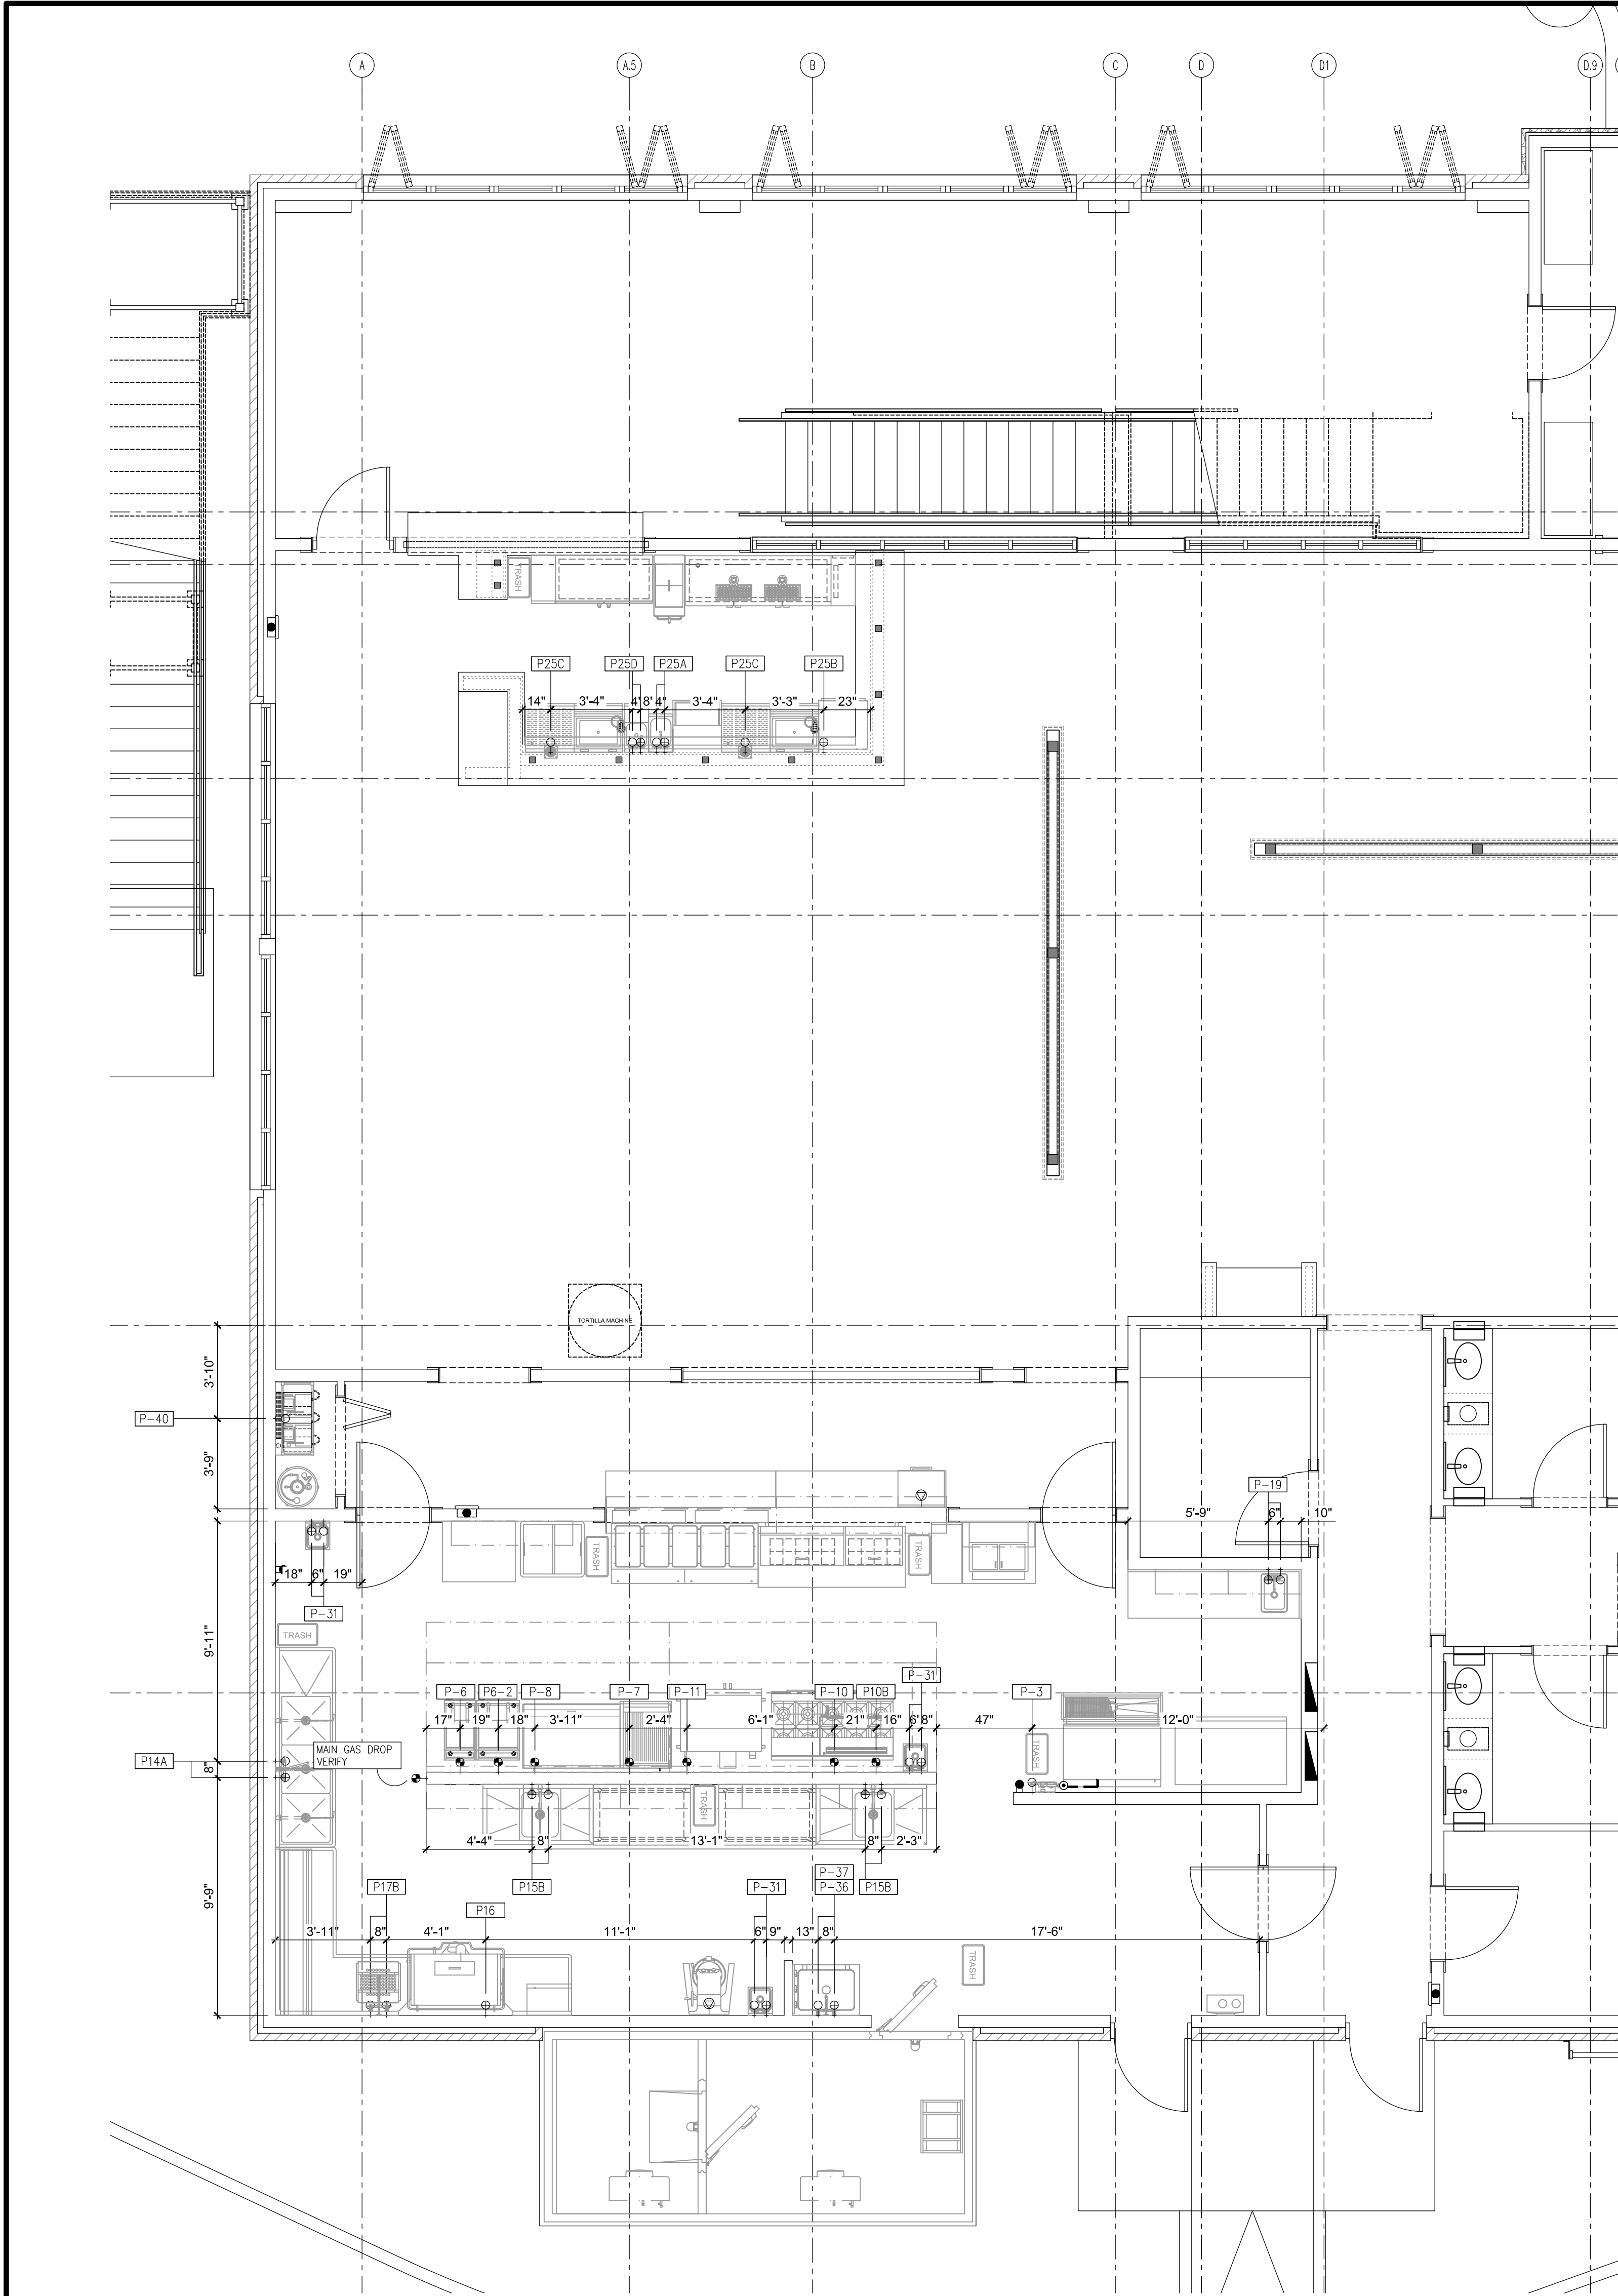 A
A.5
B
C
D
D1
D.9
TRASH
P25C
P25D
P25A
P25C
P25B
14"
3'-4"
4"
8"
4"
3'-4"
3'-3"
23"
TORTILLA MACHINE
3'-10"
P-40
3'-9"
P-19
5'-9"
6"
10"
TRASH
TRASH
18"
6"
19"
P-31
TRASH
9'-11"
P-31
P-6
P6-2
P-8
P-7
P-11
P-10
P10B
P-3
17"
19"
18"
3'-11"
2'-4"
6'-1"
21"
16"
6"
8"
47"
12'-0"
TRASH
MAIN GAS DROP
VERIFY
P14A
8"
TRASH
4'-4"
8"
13'-1"
8"
2'-3"
P-37
P17B
P15B
P-31
P-36
P15B
9'-9"
P16
3'-11"
8"
4'-1"
11'-1"
6"
9"
13"
8"
17'-6"
TRASH